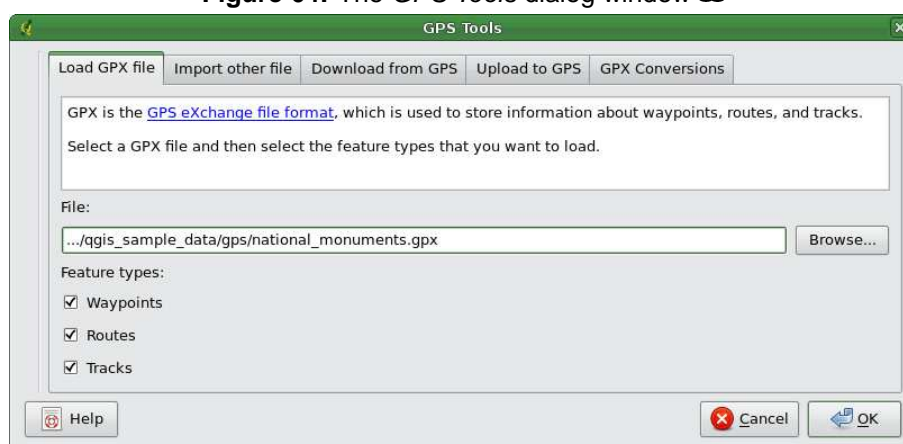 GPS Tools
Load GPX file
Import other file
Download from GPS
Upload to GPS
GPX Conversions
GPX is the GPS eXchange file format, which is used to store information about waypoints, routes, and tracks.
Select a GPX file and then select the feature types that you want to load.
File:
.../qgis_sample_data/gps/national_monuments.gpx
Browse...
Feature types:
Waypoints
Routes
Tracks
Help
Cancel
OK